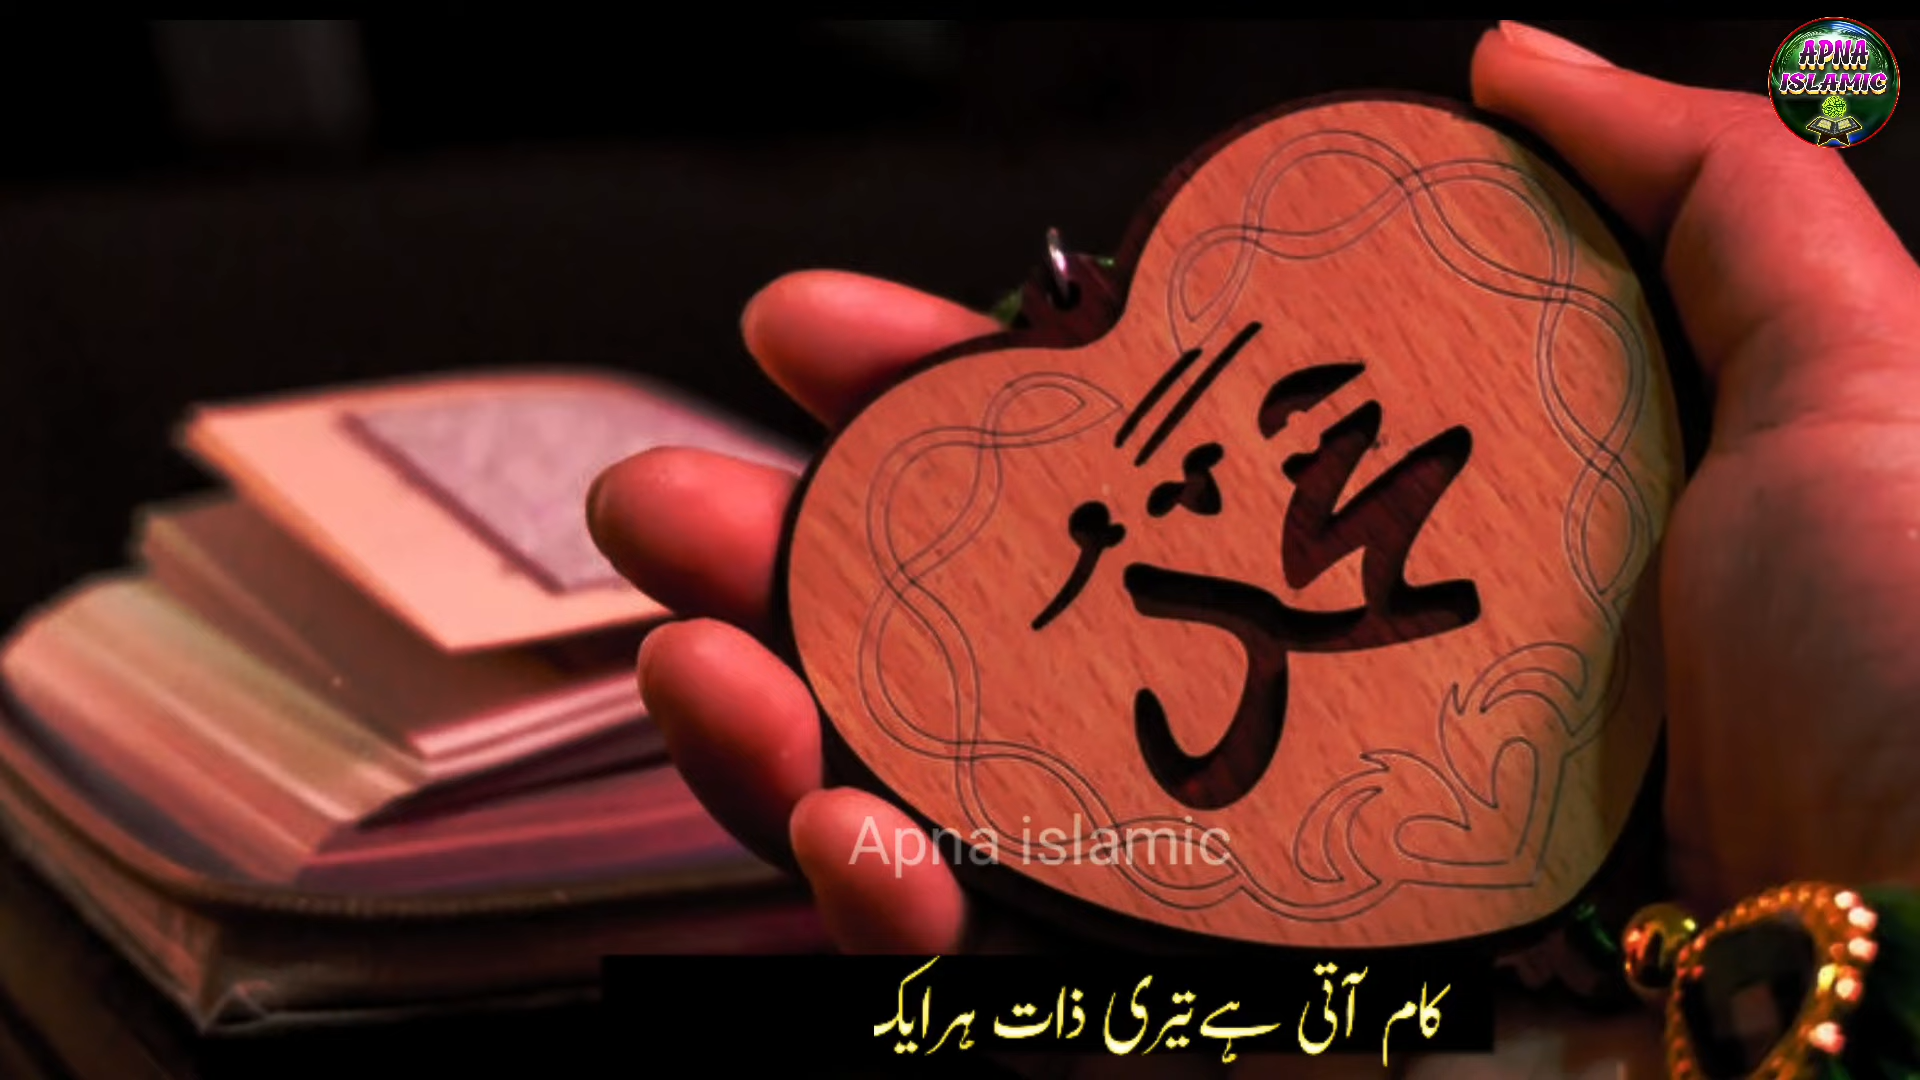 APNA
ISLAMIC
محمد
Apna islamic
کام آتی ہے تیری ذات ہر ایک